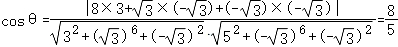 cos θ = |8×3+√3×(-√3)+(-√3)×(-√3)| / √3²+(√3)⁶+(-√3)²·√5²+(-√3)⁶+(-√3)² = 8/5